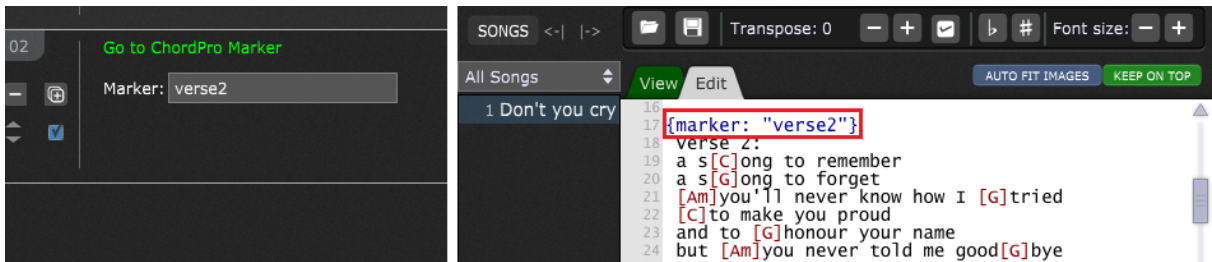 02
Go to ChordPro Marker
Marker: verse2
SONGS <-| |->
Transpose: 0 − + ♭ # Font size: − +
All Songs
View Edit AUTO FIT IMAGES KEEP ON TOP
1 Don't you cry
16
17 {marker: "verse2"}
18 verse 2:
19 a s[C]ong to remember
20 a s[G]ong to forget
21 [Am]you'll never know how I [G]tried
22 [C]to make you proud
23 and to [G]honour your name
24 but [Am]you never told me good[G]bye